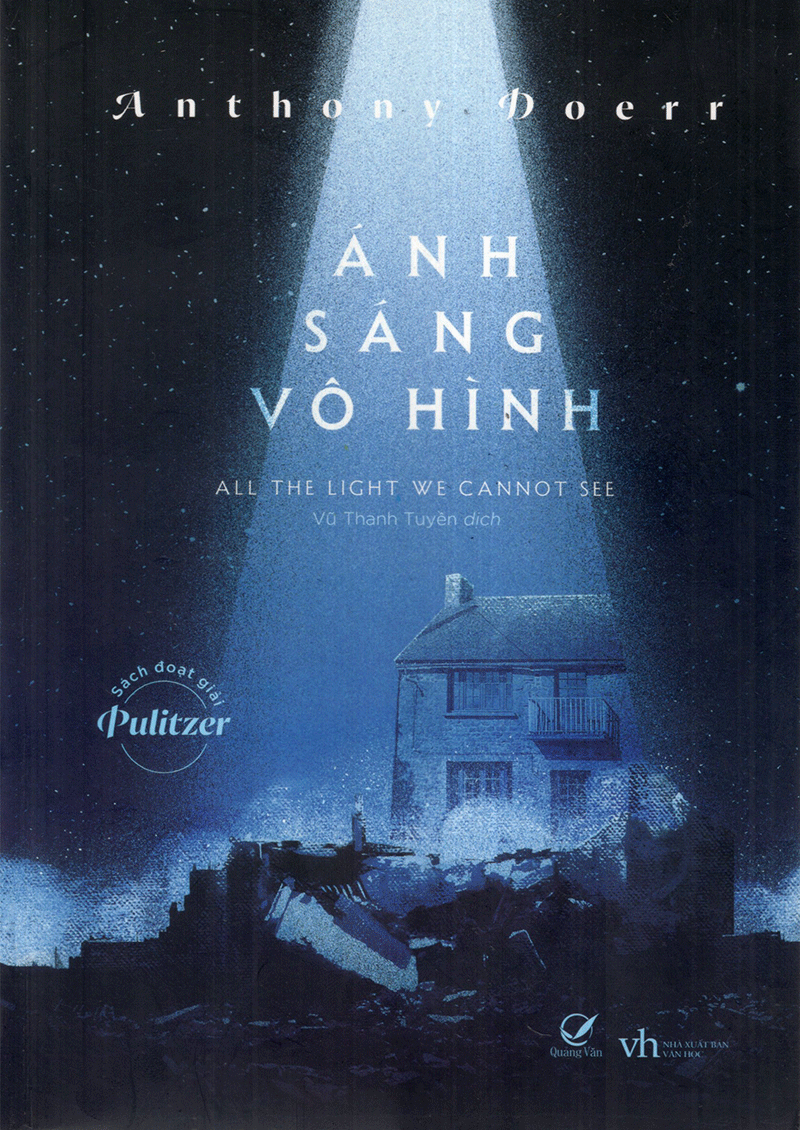 Anthony Doerr
ÁNH
SÁNG
VÔ HÌNH
ALL THE LIGHT WE CANNOT SEE
Vũ Thanh Tuyền dịch
Sách đoạt giải
Pulitzer
Quảng Văn
vh NHÀ XUẤT BẢN
VĂN HỌC